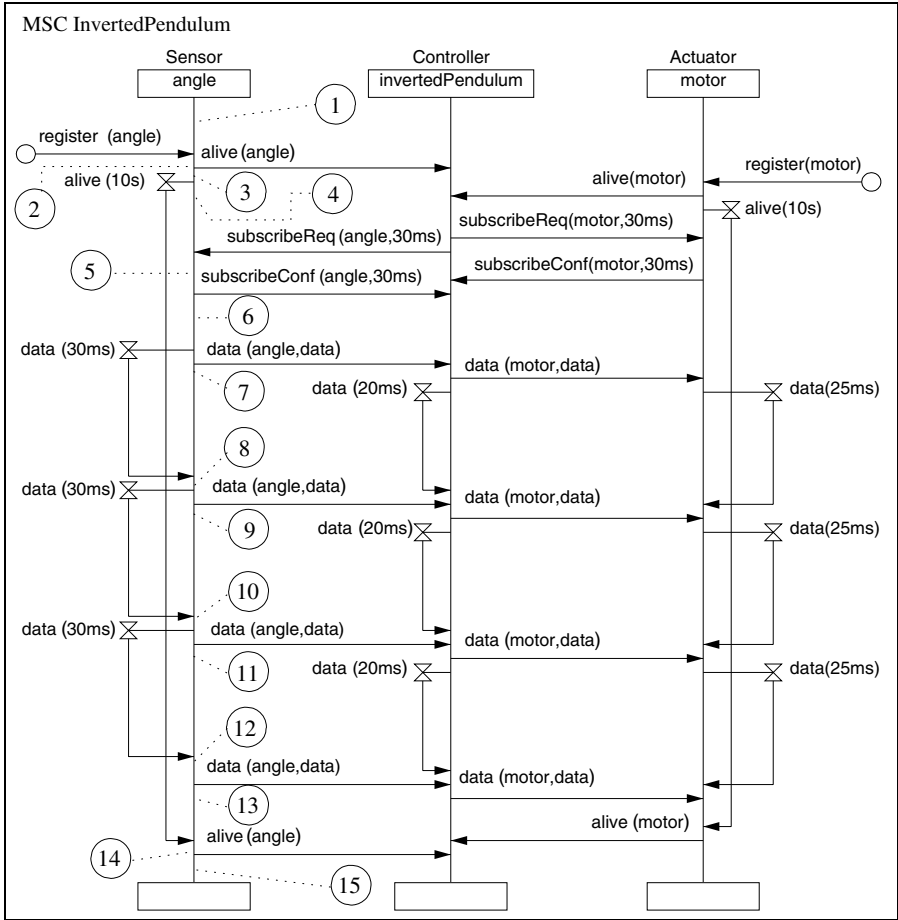 MSC InvertedPendulum
Sensor
Controller
Actuator
angle
invertedPendulum
motor
1
register (angle)
alive (angle)
register(motor)
2
alive (10s)
3
4
alive(motor)
alive(10s)
subscribeReq (angle,30ms)
subscribeReq(motor,30ms)
5
subscribeConf (angle,30ms)
subscribeConf(motor,30ms)
6
data (30ms)
data (angle,data)
data (motor,data)
7
data (20ms)
data(25ms)
8
data (30ms)
data (angle,data)
data (motor,data)
9
data (20ms)
data(25ms)
10
data (30ms)
data (angle,data)
data (motor,data)
11
data (20ms)
data(25ms)
12
data (angle,data)
data (motor,data)
13
alive (angle)
alive (motor)
14
15